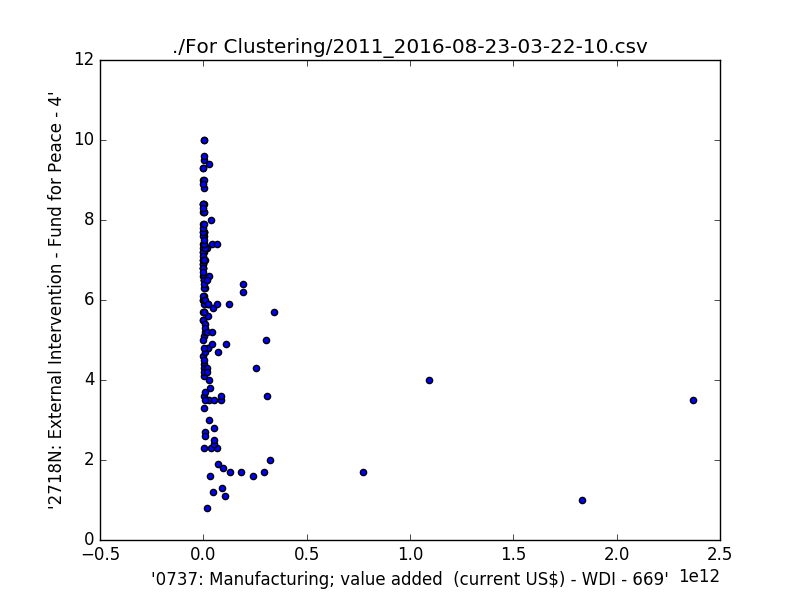 ./For Clustering/2011_2016-08-23-03-22-10.csv
12
10
8
6
4
2
0
'2718N: External Intervention - Fund for Peace - 4'
−0.5 0.0 0.5 1.0 1.5 2.0 2.5
'0737: Manufacturing; value added  (current US$) - WDI - 669' 1e12